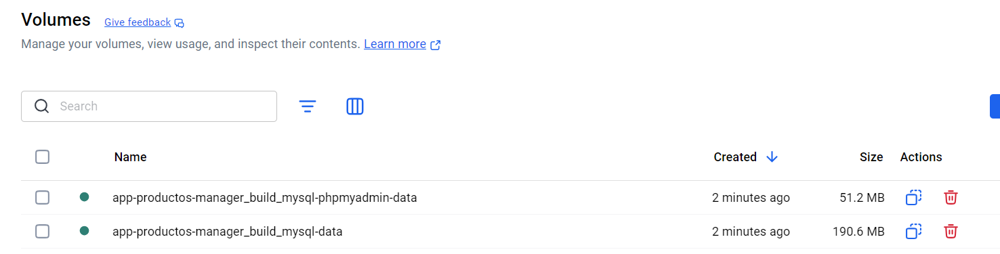 Volumes Give feedback
Manage your volumes, view usage, and inspect their contents. Learn more
Search
Name Created Size Actions
app-productos-manager_build_mysql-phpmyadmin-data 2 minutes ago 51.2 MB
app-productos-manager_build_mysql-data 2 minutes ago 190.6 MB